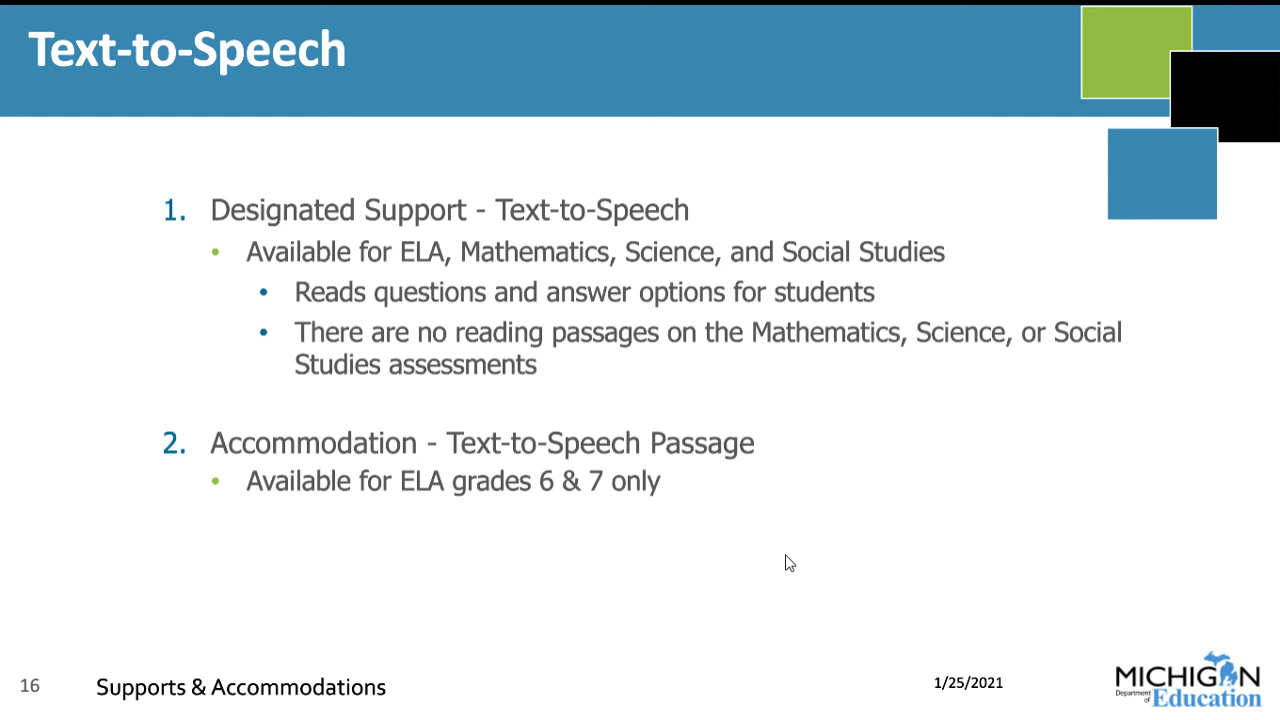 Text-to-Speech
1. Designated Support - Text-to-Speech
• Available for ELA, Mathematics, Science, and Social Studies
• Reads questions and answer options for students
• There are no reading passages on the Mathematics, Science, or Social
Studies assessments
2. Accommodation - Text-to-Speech Passage
• Available for ELA grades 6 & 7 only
16
Supports & Accommodations
1/25/2021
MICHIGAN
Department of Education